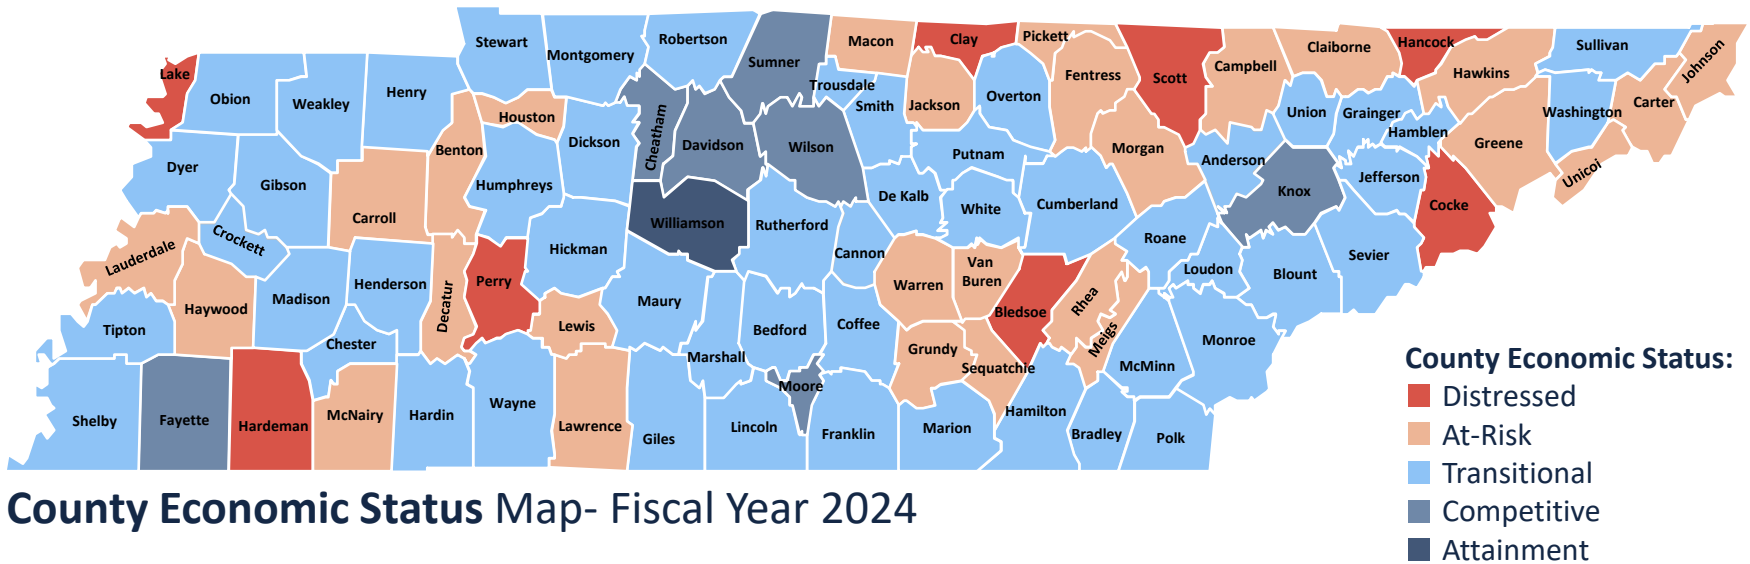 Stewart
Montgomery
Robertson
Sumner
Macon
Clay
Pickett
Scott
Campbell
Claiborne
Hancock
Hawkins
Sullivan
Johnson
Lake
Obion
Weakley
Henry
Houston
Dickson
Cheatham
Davidson
Wilson
Trousdale
Smith
Jackson
Overton
Fentress
Morgan
Anderson
Union
Grainger
Hamblen
Greene
Washington
Carter
Unicoi
Dyer
Gibson
Carroll
Benton
Humphreys
Hickman
Williamson
Rutherford
Cannon
De Kalb
Putnam
White
Cumberland
Roane
Knox
Jefferson
Cocke
Sevier
Lauderdale
Crockett
Haywood
Madison
Henderson
Decatur
Perry
Lewis
Maury
Bedford
Coffee
Warren
Van
Buren
Bledsoe
Rhea
Meigs
Loudon
Blount
Monroe
McMinn
Tipton
Chester
Marshall
Moore
Grundy
Sequatchie
Shelby
Fayette
Hardeman
McNairy
Hardin
Wayne
Lawrence
Giles
Lincoln
Franklin
Marion
Hamilton
Bradley
Polk
County Economic Status:
Distressed
At-Risk
Transitional
Competitive
Attainment
County Economic Status Map- Fiscal Year 2024